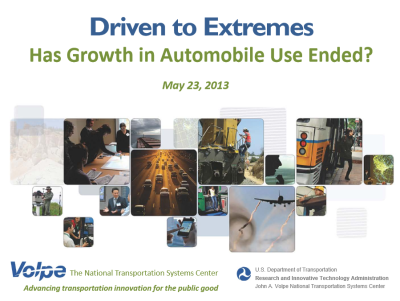 Driven to Extremes
Has Growth in Automobile Use Ended?
May 23, 2013
Volpe The National Transportation Systems Center
Advancing transportation innovation for the public good
U.S. Department of Transportation
Research and Innovative Technology Administration
John A. Volpe National Transportation Systems Center